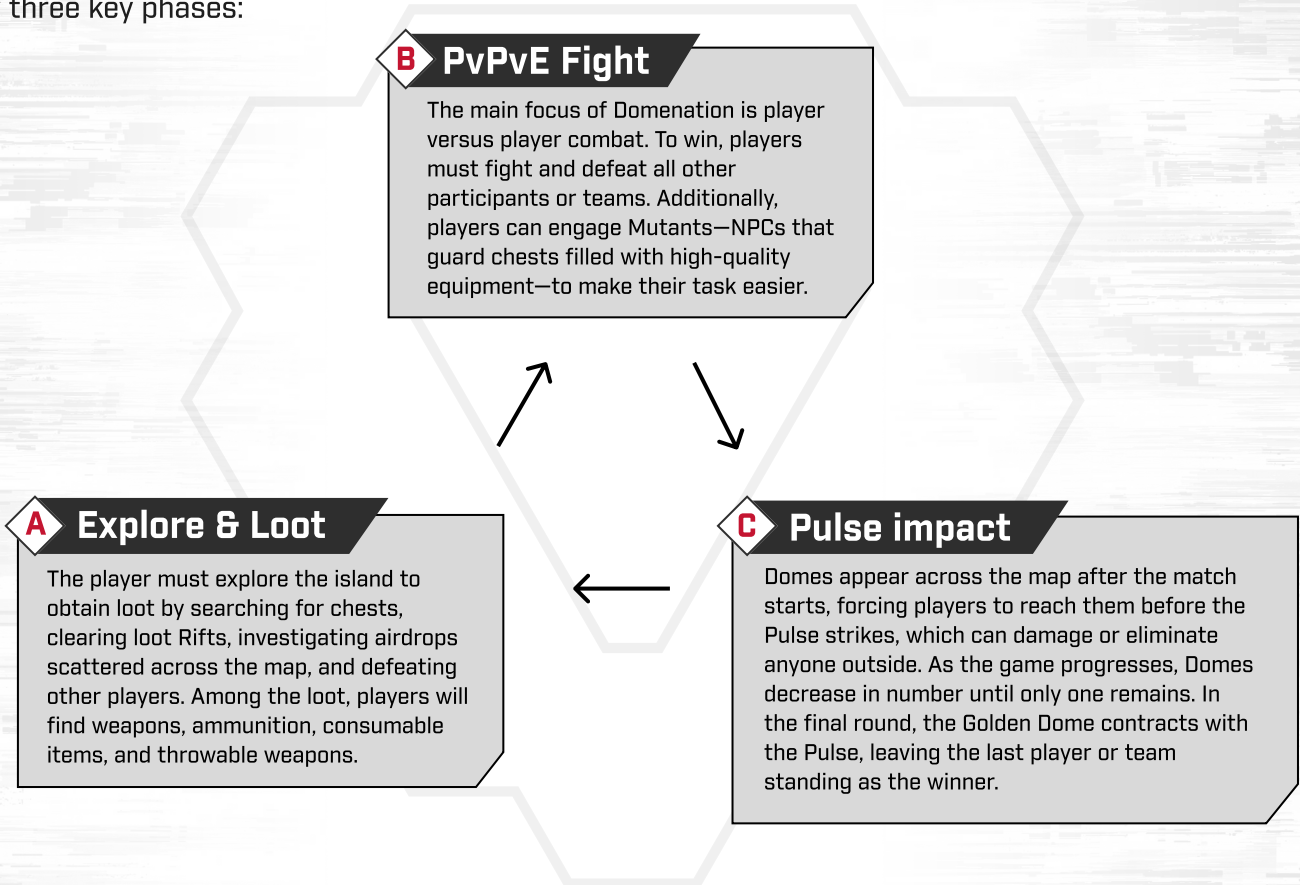 three key phases:
B PvPvE Fight
The main focus of Domenation is player
versus player combat. To win, players
must fight and defeat all other
participants or teams. Additionally,
players can engage Mutants—NPCs that
guard chests filled with high-quality
equipment—to make their task easier.
A Explore & Loot
The player must explore the island to
obtain loot by searching for chests,
clearing loot Rifts, investigating airdrops
scattered across the map, and defeating
other players. Among the loot, players will
find weapons, ammunition, consumable
items, and throwable weapons.
C Pulse impact
Domes appear across the map after the match
starts, forcing players to reach them before the
Pulse strikes, which can damage or eliminate
anyone outside. As the game progresses, Domes
decrease in number until only one remains. In
the final round, the Golden Dome contracts with
the Pulse, leaving the last player or team
standing as the winner.